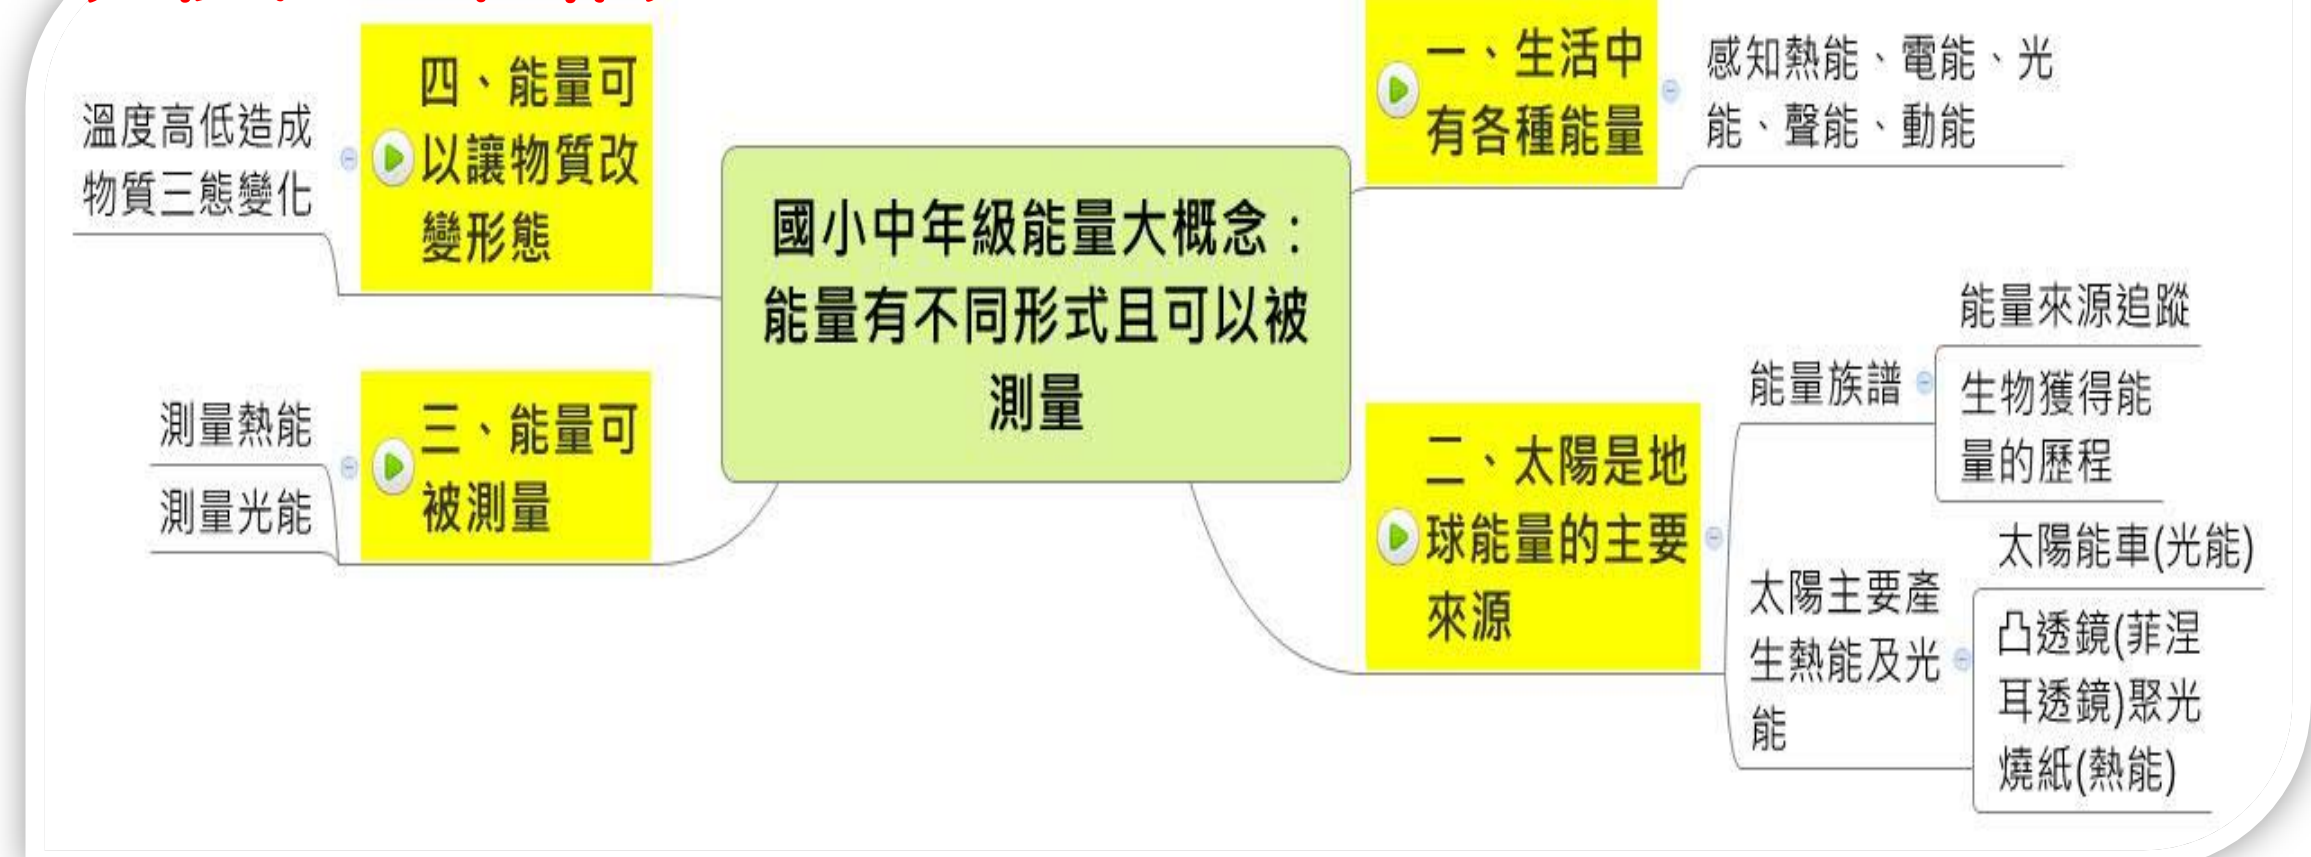 國小中年級能量大概念：
能量有不同形式且可以被
測量
一、生活中
有各種能量
感知熱能、電能、光
能、聲能、動能
二、太陽是地
球能量的主要
來源
能量族譜
能量來源追蹤
生物獲得能
量的歷程
太陽主要產
生熱能及光
能
太陽能車(光能)
凸透鏡(菲涅
耳透鏡)聚光
燒紙(熱能)
三、能量可
被測量
測量熱能
測量光能
四、能量可
以讓物質改
變形態
溫度高低造成
物質三態變化